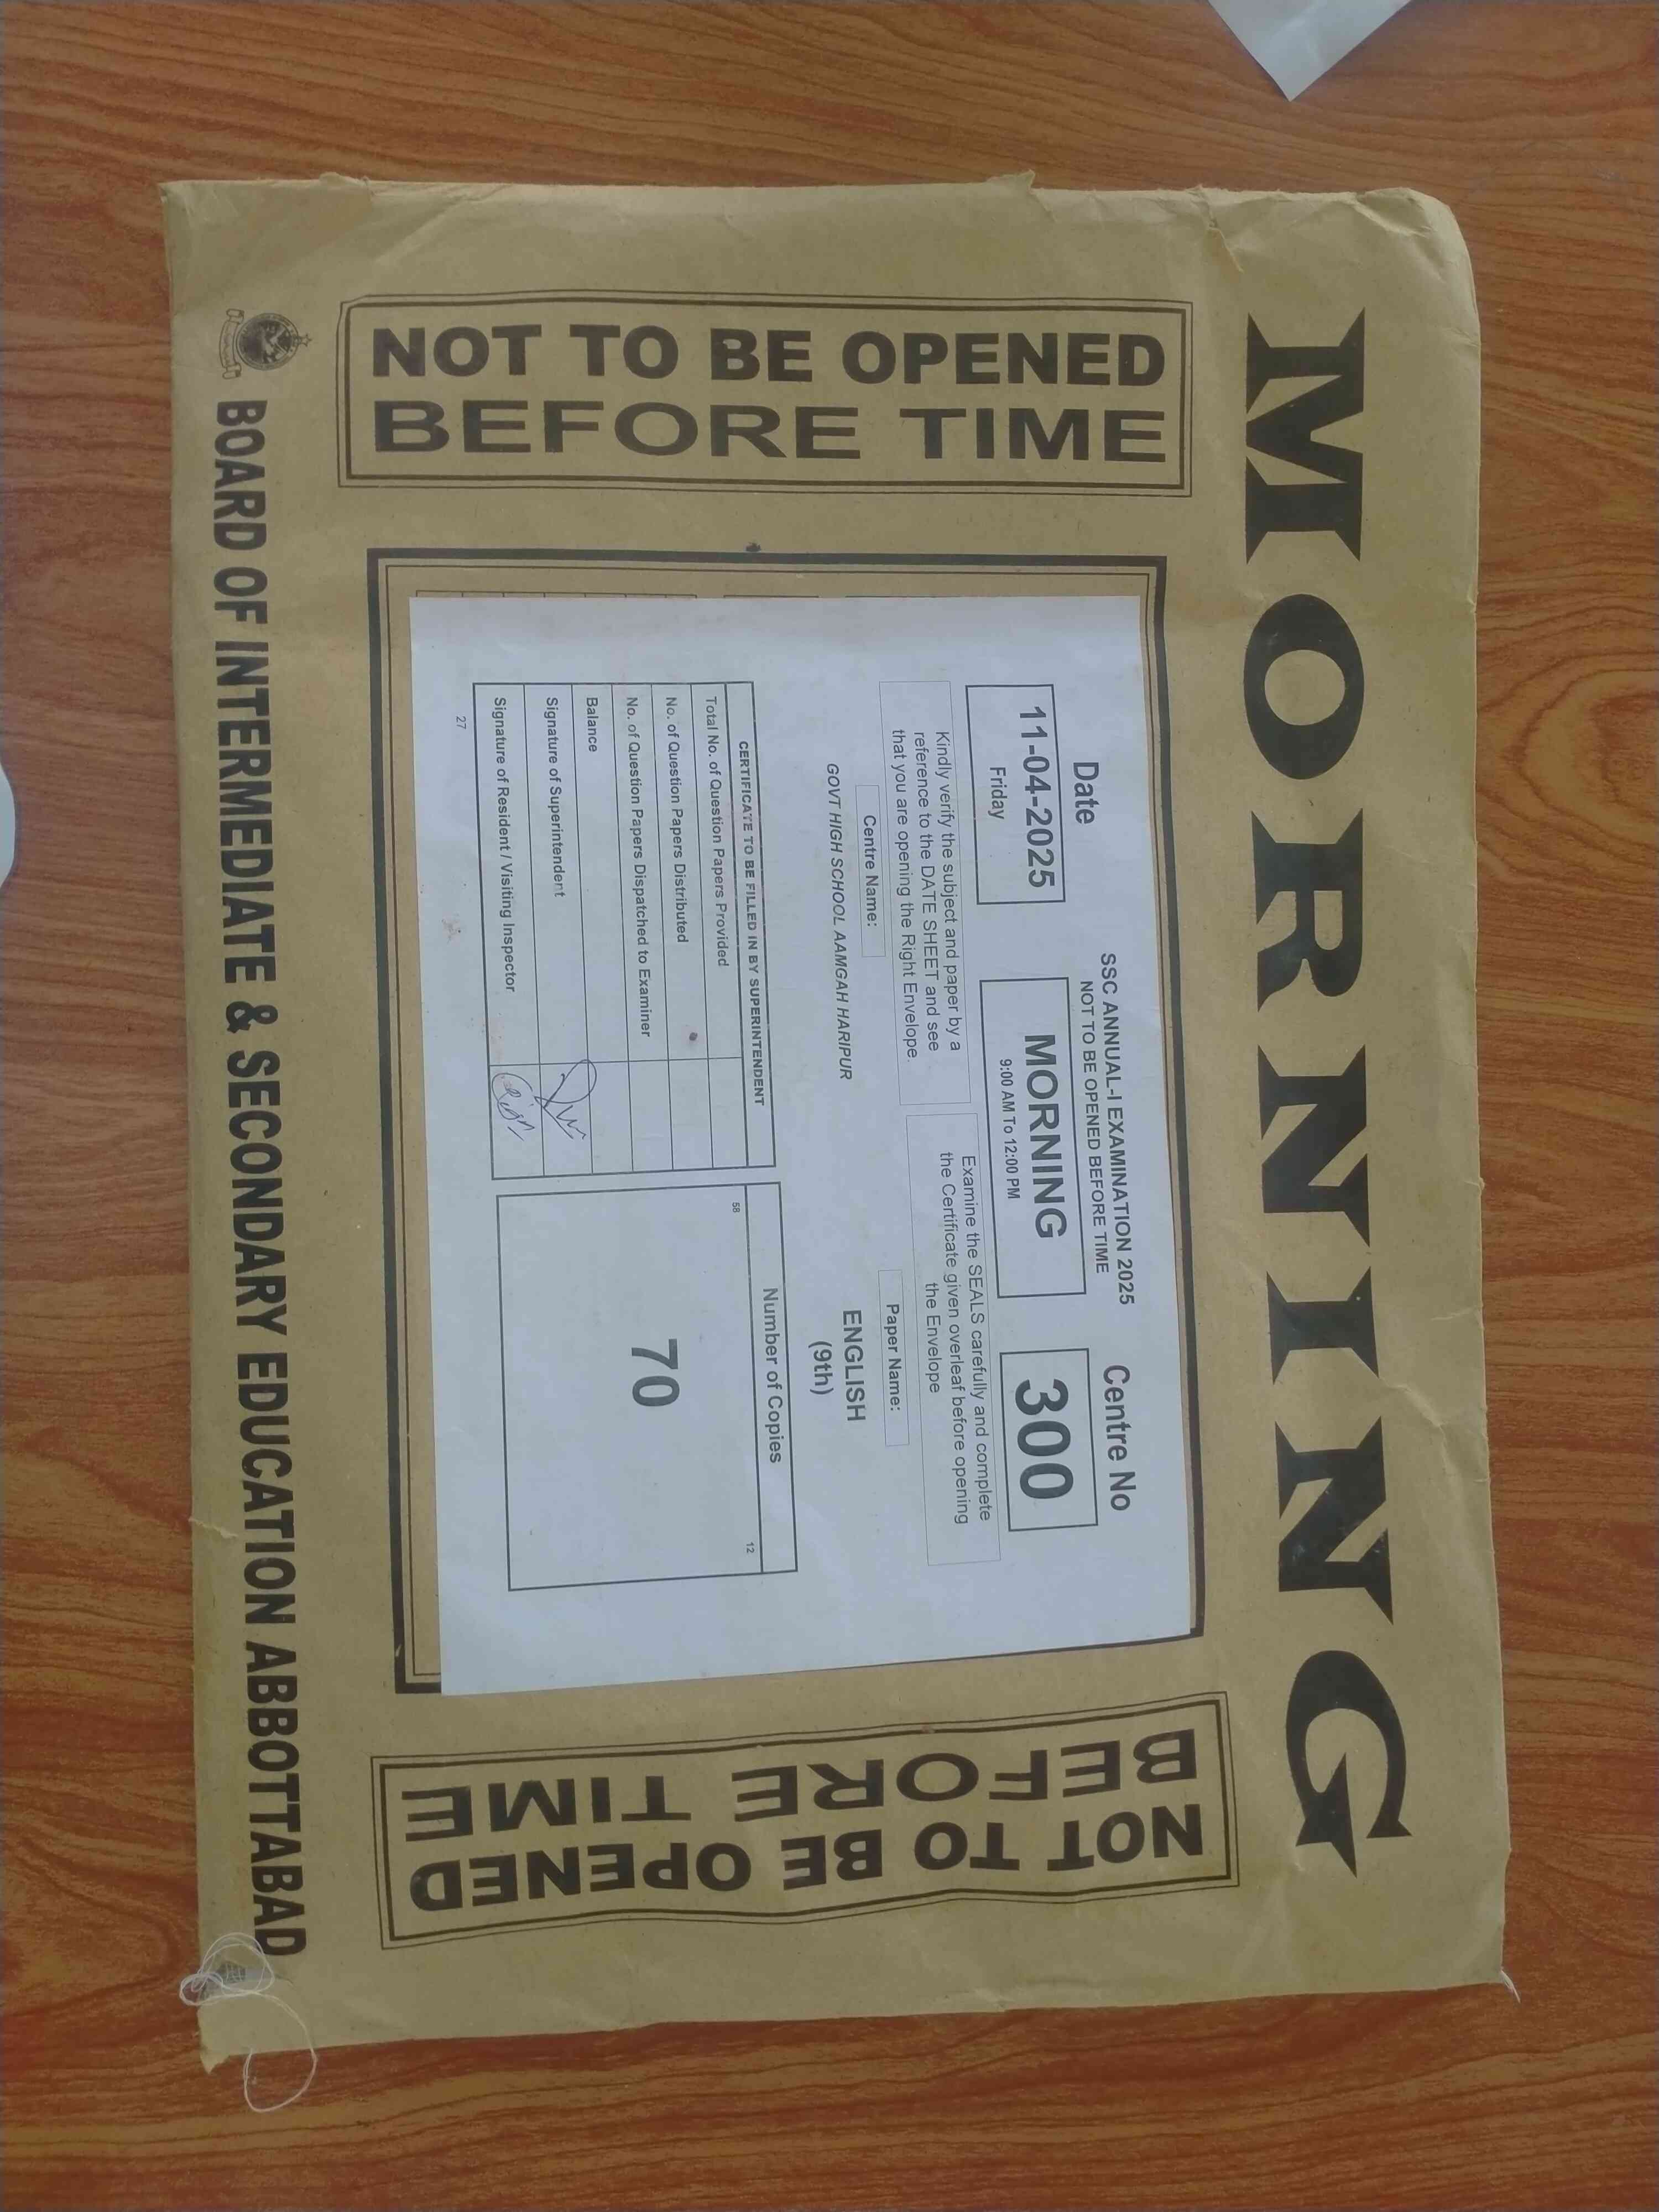 MORNING
NOT TO BE OPENED
BEFORE TIME
SSC ANNUAL-I EXAMINATION 2025
NOT TO BE OPENED BEFORE TIME
Date
11-04-2025
Friday
MORNING
9:00 AM To 12:00 PM
Centre No
300
Kindly verify the subject and paper by a
reference to the DATE SHEET and see
that you are opening the Right Envelope.
Examine the SEALS carefully and complete
the Certificate given overleaf before opening
the Envelope
Centre Name:
GOVT HIGH SCHOOL AAMGAH HARIPUR
Paper Name:
ENGLISH
(9th)
CERTIFICATE TO BE FILLED IN BY SUPERINTENDENT
Total No. of Question Papers Provided
No. of Question Papers Distributed
No. of Question Papers Dispatched to Examiner
Balance
Signature of Superintendent
Signature of Resident / Visiting Inspector
27
Number of Copies
58
12
70
NOT TO BE OPENED
BEFORE TIME
BOARD OF INTERMEDIATE & SECONDARY EDUCATION ABBOTTABAD